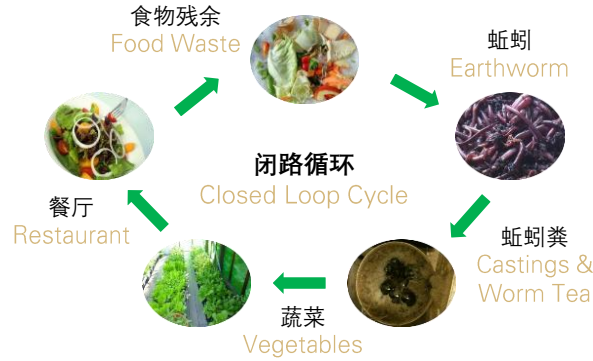 食物残余
Food Waste
蚯蚓
Earthworm
闭路循环
Closed Loop Cycle
餐厅
Restaurant
蚯蚓粪
Castings &
Worm Tea
蔬菜
Vegetables